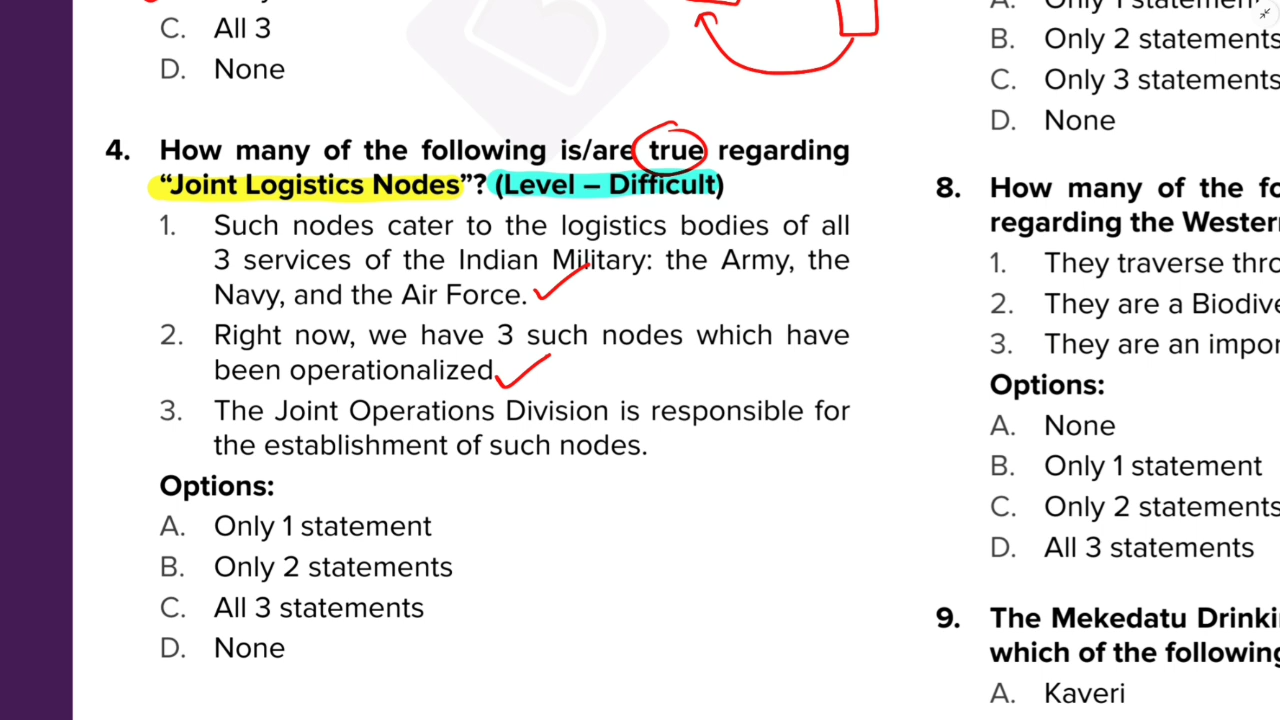 C. All 3
D. None
4. How many of the following is/are true regarding
“Joint Logistics Nodes”? (Level – Difficult)
1. Such nodes cater to the logistics bodies of all
3 services of the Indian Military: the Army, the
Navy, and the Air Force.
2. Right now, we have 3 such nodes which have
been operationalized.
3. The Joint Operations Division is responsible for
the establishment of such nodes.
Options:
A. Only 1 statement
B. Only 2 statements
C. All 3 statements
D. None
A. Only 1
B. Only 2 statements
C. Only 3 statements
D. None
8. How many of the
regarding the
1. They traverse
2. They are a
3. They are an
Options:
A. None
B. Only 1 statement
C. Only 2 statements
D. All 3 statements
9. The Mekedatu
which of the following
A. Kaveri